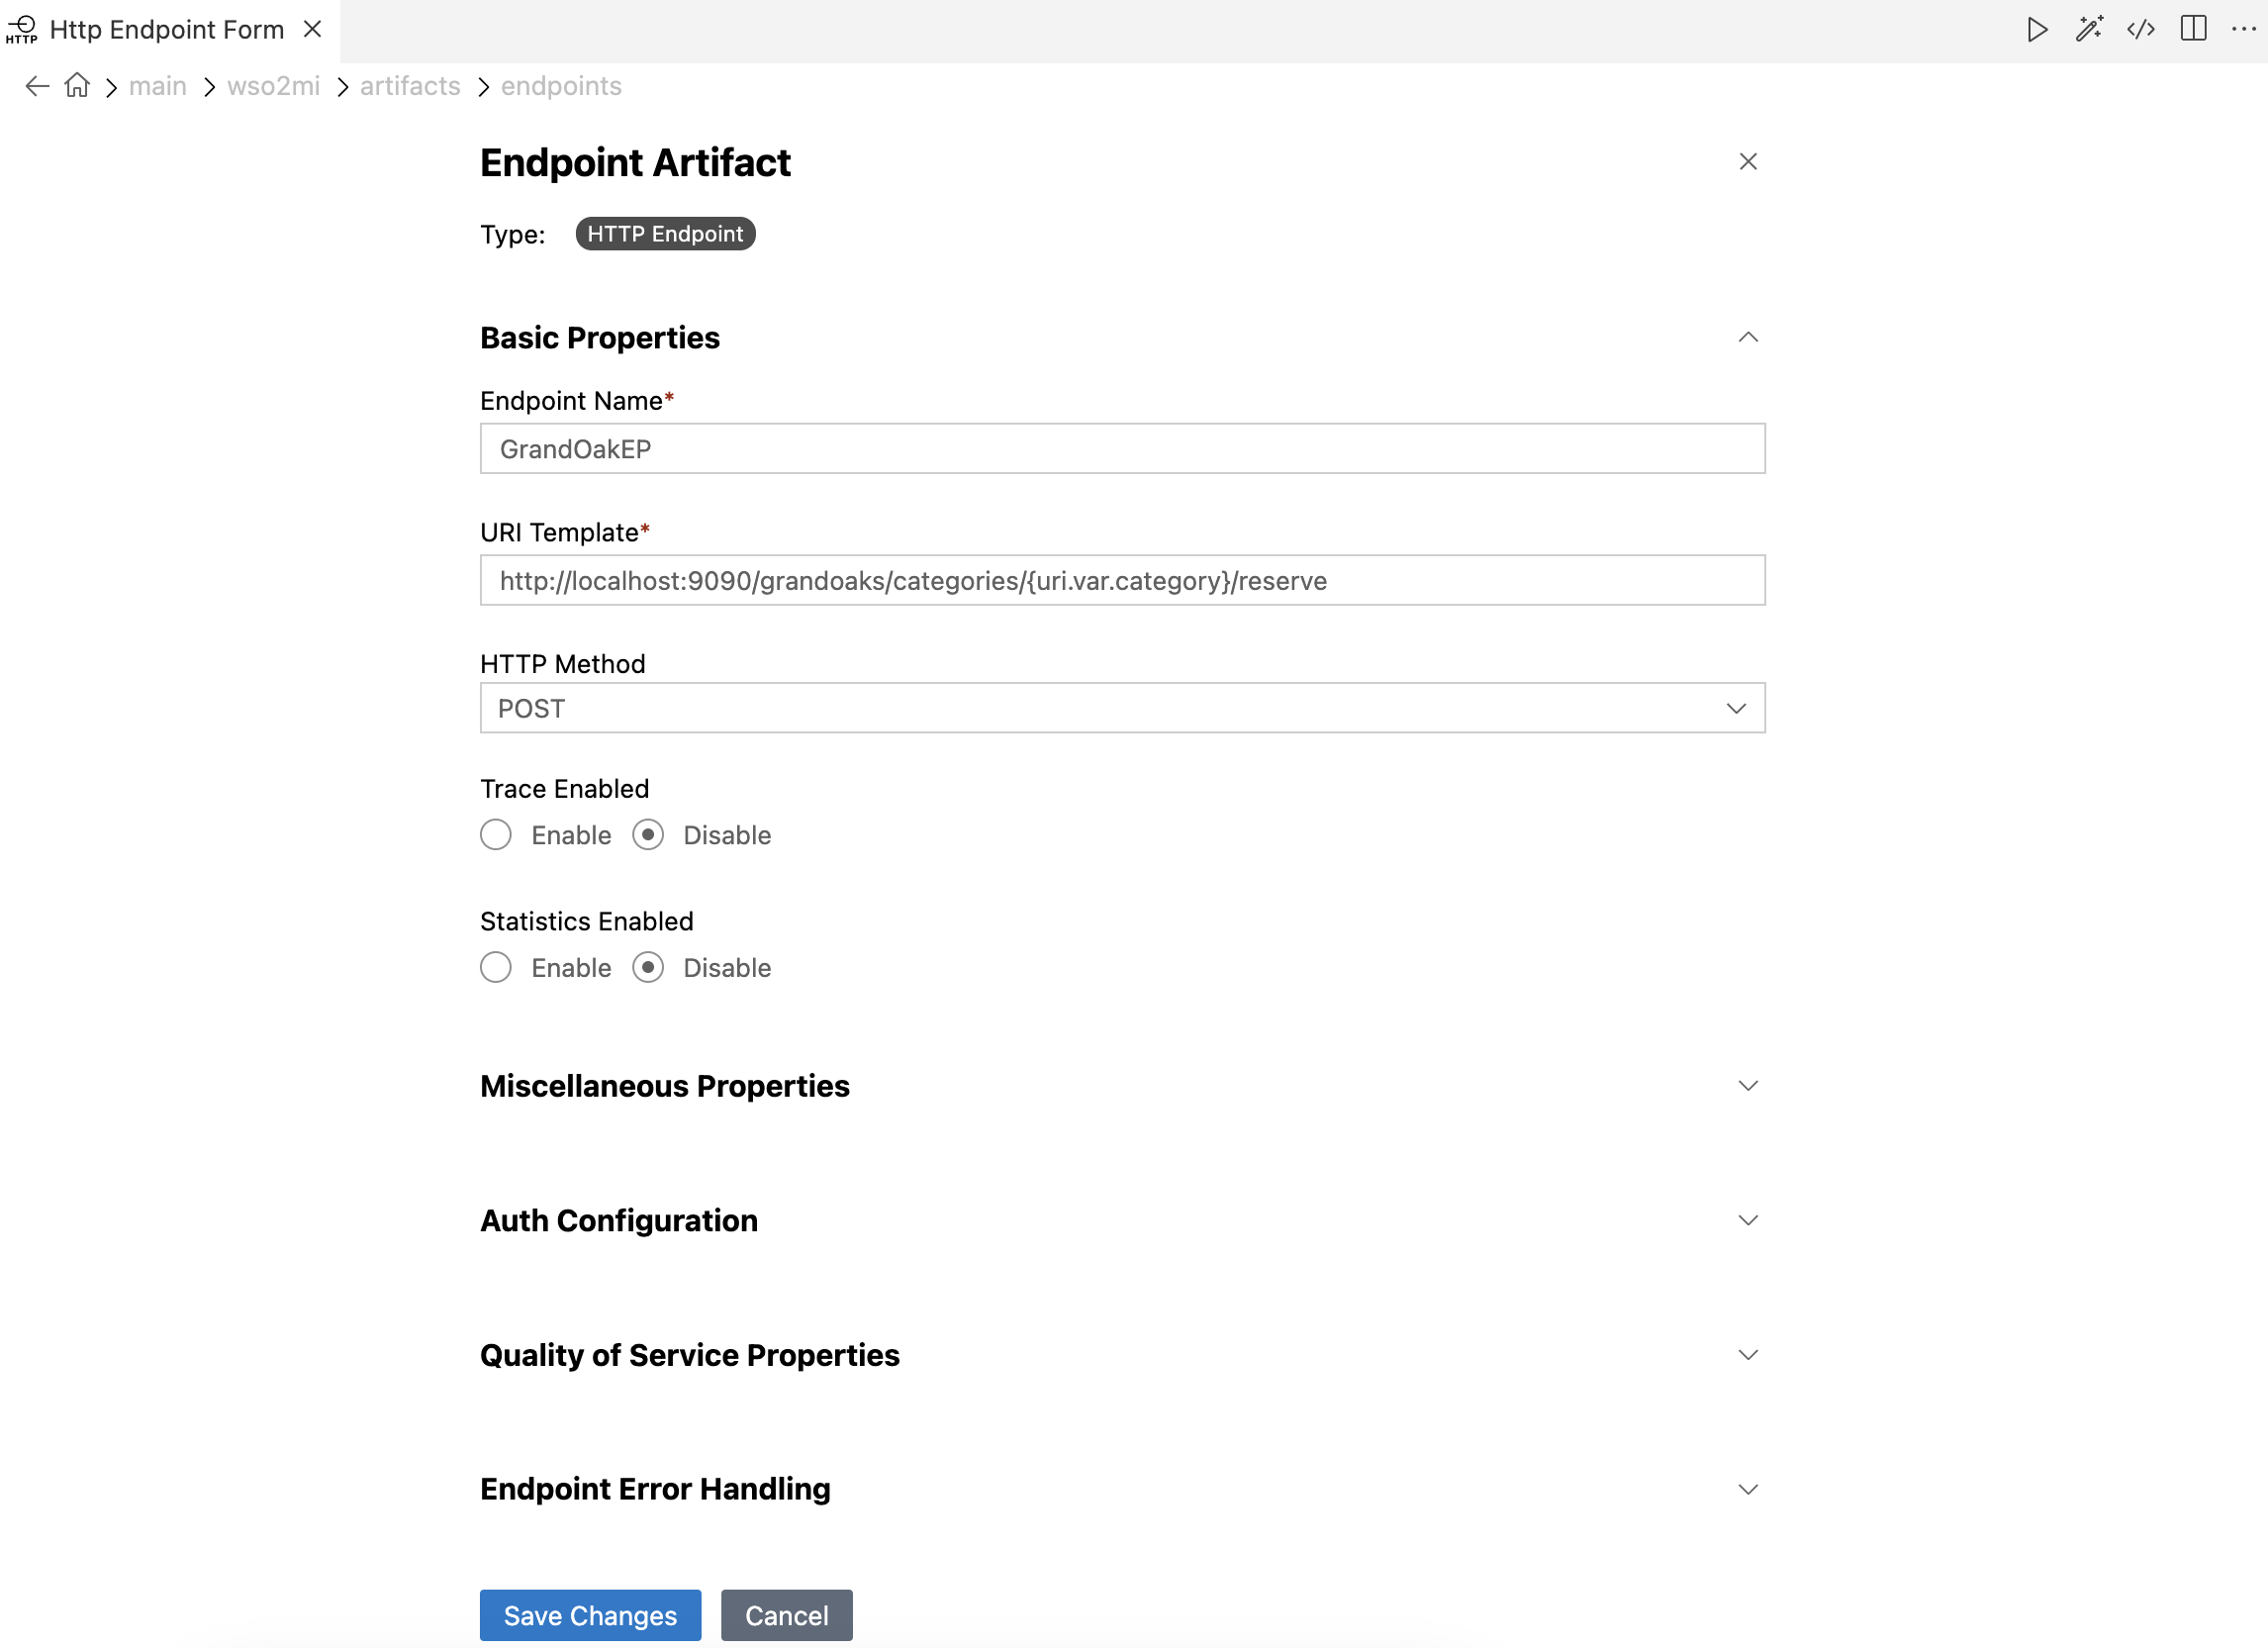 HTTP Http Endpoint Form
main wso2mi artifacts endpoints
Endpoint Artifact
Type: HTTP Endpoint
Basic Properties
Endpoint Name*
GrandOakEP
URI Template*
http://localhost:9090/grandoaks/categories/{uri.var.category}/reserve
HTTP Method
POST
Trace Enabled
Enable Disable
Statistics Enabled
Enable Disable
Miscellaneous Properties
Auth Configuration
Quality of Service Properties
Endpoint Error Handling
Save Changes Cancel